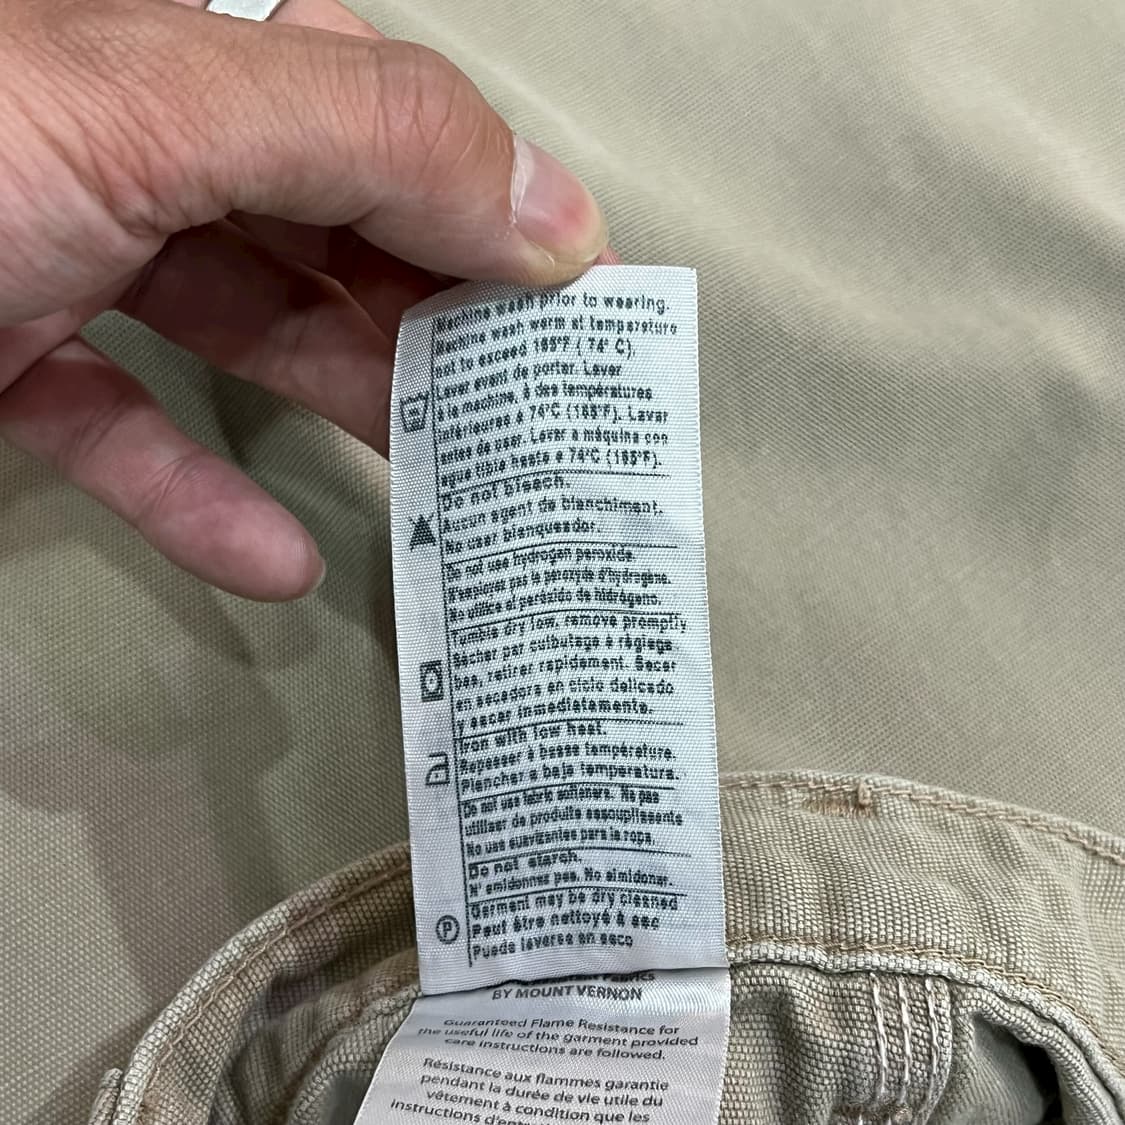 Machine wash prior to wearing.
Machine wash warm at temperature
not to exceed 165°F ( 74° C).
Laver avant de porter. Laver
à la machine, à des températures
inférieures a 74°C (165°F). Lavar
antes de usar. Lavar a máquina con
agua tibia hasta a 74°C (165°F).
Do not bleach.
Aucun agent de blanchiment.
No usar blanqueador.
Do not use hydrogen peroxide.
N'employez pas le peroxyde d'hydrogène.
No utilice el peróxido de hidrógeno.
Tumble dry low, remove promptly
Sécher par culbutage à réglage
bas, retirer rapidement. Secar
en secadora en ciclo delicado
y sacar inmediatamente.
Iron with low heat.
Repasser à basse température.
Planchar a baja temperatura.
Do not use fabric softeners. Ne pas
utiliser de produits assouplissants
No use suavizantes para la ropa.
Do not starch.
N' amidonnez pas. No almidonar.
Garment may be dry cleaned
P
Peut être nettoyé à sec
Puede lavarse en seco
Fabrics
BY MOUNT VERNON
Guaranteed Flame Resistance for
the useful life of the garment provided
care instructions are followed.
Résistance aux flammes garantie
pendant la durée de vie utile du
vêtement à condition que les
instructions